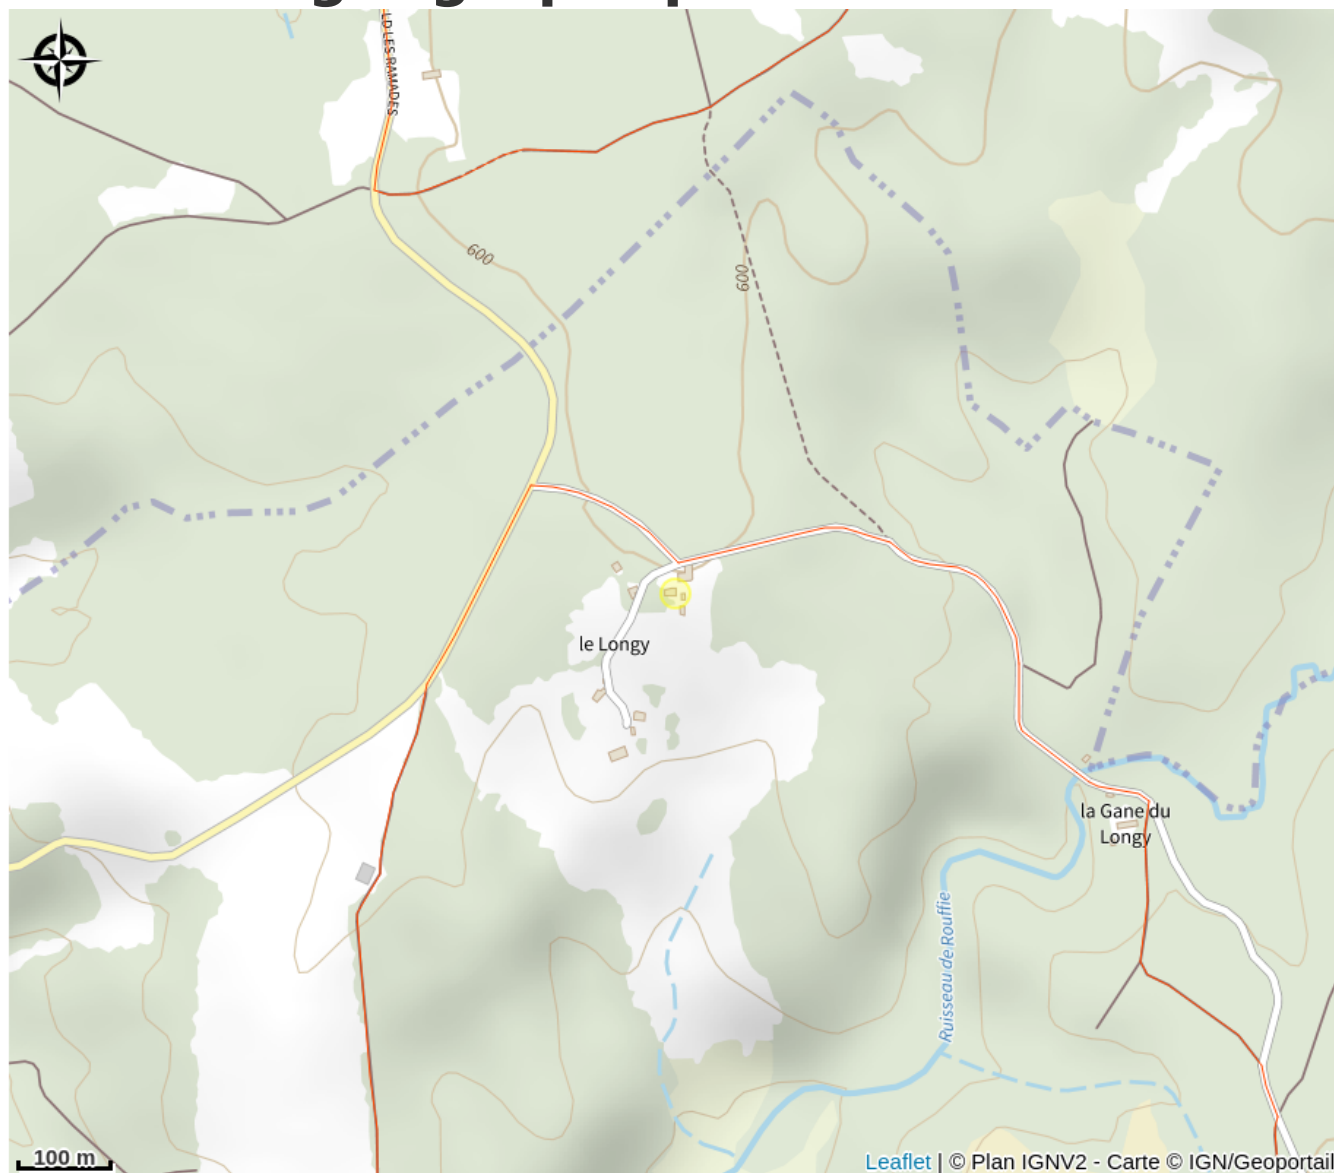 LD LES RAMADES
600
600
le Longy
la Gane du
Longy
Ruisseau de Rouffie
100 m
Leaflet | © Plan IGNV2 - Carte © IGN/Geoportail